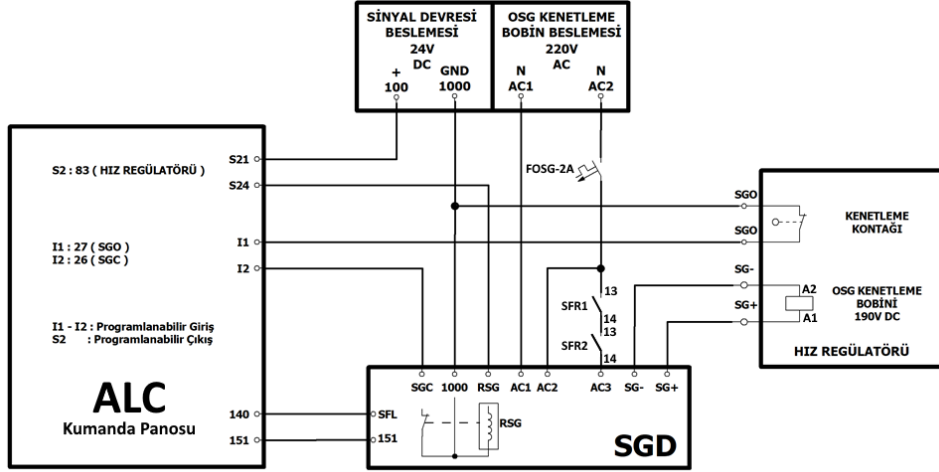 SİNYAL DEVRESİ
BESLEMESİ
24V
DC
+
GND
100
1000
OSG KENETLEME
BOBİN BESLEMESİ
220V
AC
N
N
AC1
AC2
S2 : 83 ( HIZ REGÜLATÖRÜ )
S21
S24
I1 : 27 ( SGO )
I2 : 26 ( SGC )
I1
I2
I1 - I2 : Programlanabilir Giriş
S2 : Programlanabilir Çıkış
ALC
Kumanda Panosu
140
151
FOSG-2A
SFR1
13
14
SFR2
13
14
SGO
SGO
SG-
SG+
KENETLEME
KONTAĞI
A2
A1
OSG KENETLEME
BOBİNİ
190V DC
HIZ REGÜLATÖRÜ
SGC
1000
RSG
AC1
AC2
AC3
SG-
SG+
SFL
151
RSG
SGD